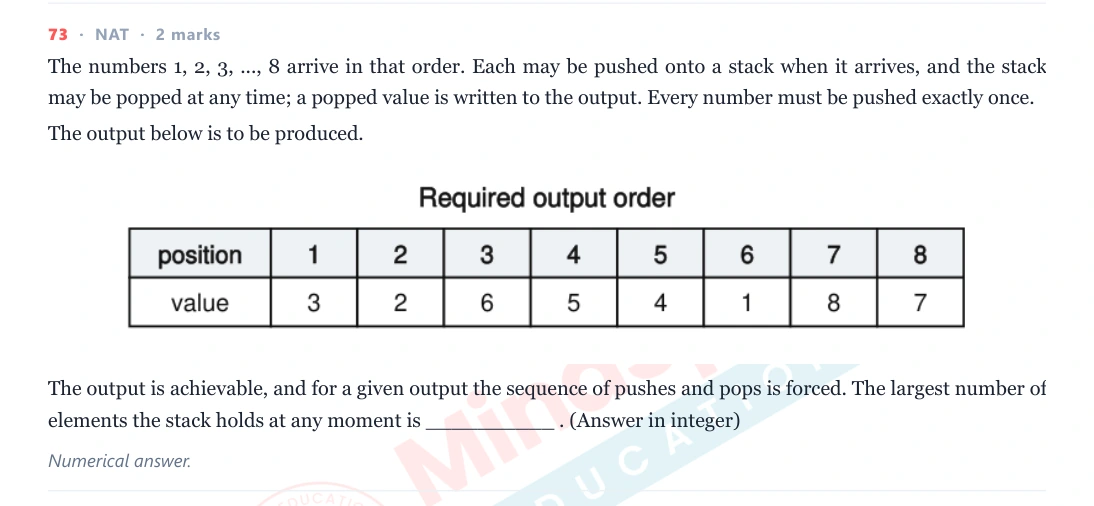 73 · NAT · 2 marks
The numbers 1, 2, 3, ..., 8 arrive in that order. Each may be pushed onto a stack when it arrives, and the stack
may be popped at any time; a popped value is written to the output. Every number must be pushed exactly once.
The output below is to be produced.
Required output order
position 1 2 3 4 5 6 7 8
value 3 2 6 5 4 1 8 7
The output is achievable, and for a given output the sequence of pushes and pops is forced. The largest number of
elements the stack holds at any moment is ____________ . (Answer in integer)
Numerical answer.